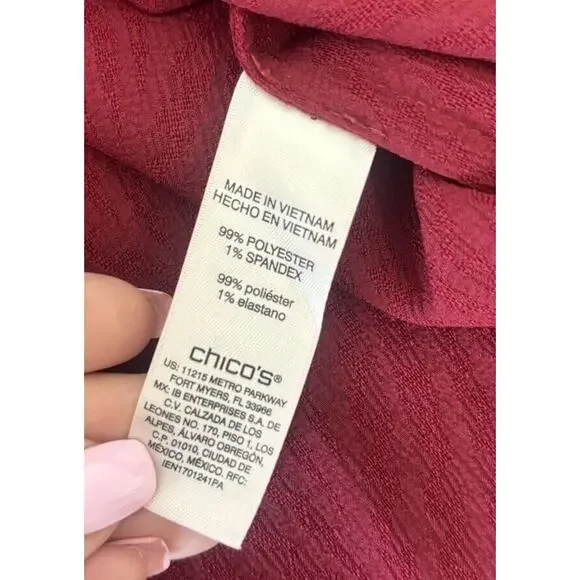 MADE IN VIETNAM
HECHO EN VIETNAM
99% POLYESTER
1% SPANDEX
99% poliéster
1% elastano
chico's®
US: 11215 METRO PARKWAY
FORT MYERS, FL 33966
MX: IB ENTERPRISES S.A. DE
C.V. CALZADA DE LOS
LEONES NO. 170, PISO 1, LOS
ALPES, ÁLVARO OBREGÓN,
C.P. 01010, CIUDAD DE
MÉXICO, MÉXICO. RFC:
IEN1701241PA